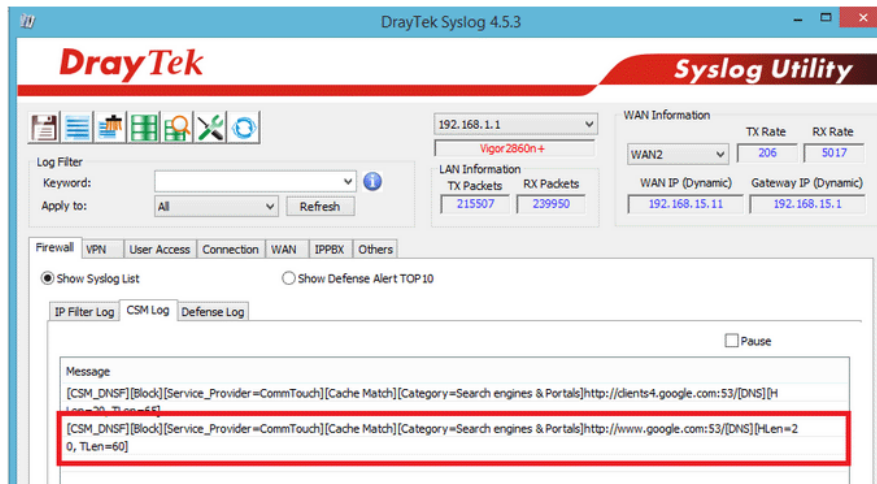 DrayTek Syslog 4.5.3
DrayTek
Syslog Utility
192.168.1.1
Vigor2860n+
WAN Information
TX Rate RX Rate
WAN2 206 5017
WAN IP (Dynamic) Gateway IP (Dynamic)
192.168.15.11 192.168.15.1
LAN Information
TX Packets RX Packets
215507 239950
Log Filter
Keyword:
Apply to: All Refresh
Firewall VPN User Access Connection WAN IPPBX Others
Show Syslog List Show Defense Alert TOP10
IP Filter Log CSM Log Defense Log
Pause
Message
[CSM_DNSF][Block][Service_Provider=CommTouch][Cache Match][Category=Search engines & Portals]http://clients4.google.com:53/[DNS][H
Len=20, TLen=65]
[CSM_DNSF][Block][Service_Provider=CommTouch][Cache Match][Category=Search engines & Portals]http://www.google.com:53/[DNS][HLen=2
0, TLen=60]